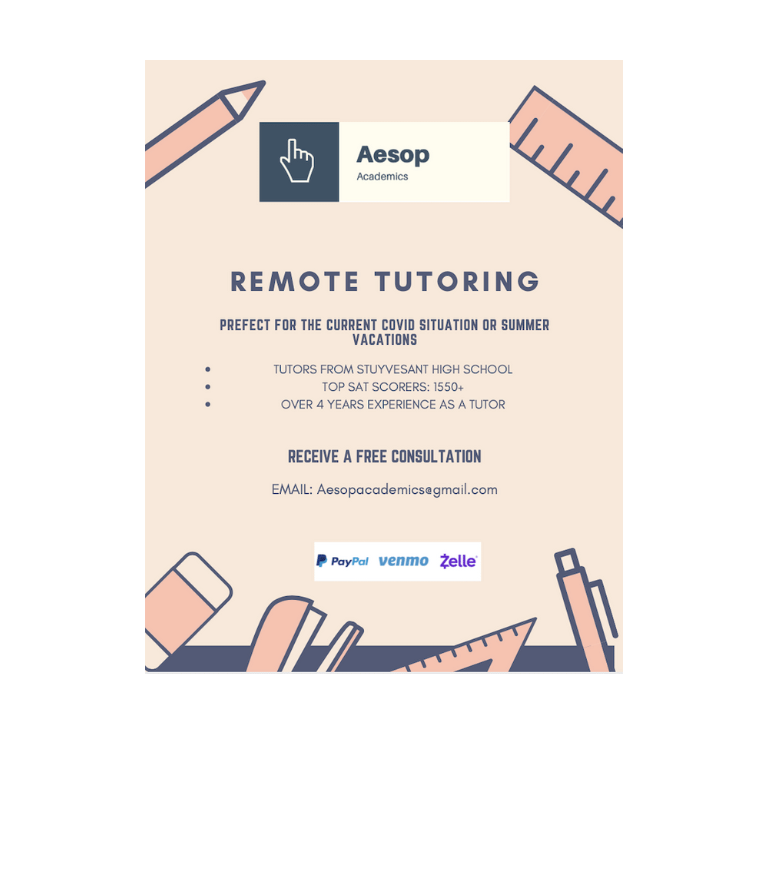 Aesop
Academics
REMOTE TUTORING
PREFECT FOR THE CURRENT COVID SITUATION OR SUMMER
VACATIONS
• TUTORS FROM STUYVESANT HIGH SCHOOL
• TOP SAT SCORERS: 1550+
• OVER 4 YEARS EXPERIENCE AS A TUTOR
RECEIVE A FREE CONSULTATION
EMAIL: Aesopacademics@gmail.com
PayPal venmo Zelle